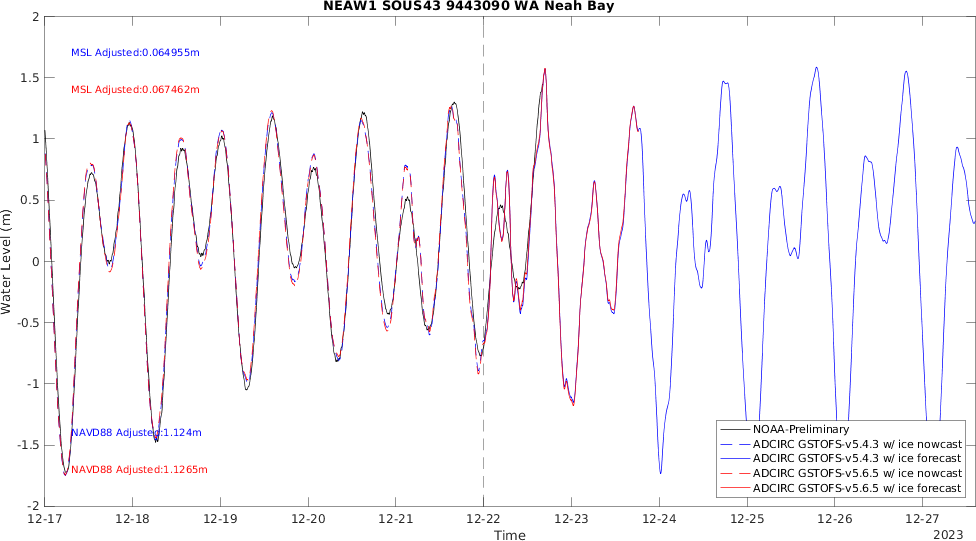 NEAW1 SOUS43 9443090 WA Neah Bay
Water Level (m)
2
1.5
1
0.5
0
-0.5
-1
-1.5
-2
MSL Adjusted:0.064955m
MSL Adjusted:0.067462m
NAVD88 Adjusted:1.124m
NAVD88 Adjusted:1.1265m
NOAA-Preliminary
ADCIRC GSTOFS-v5.4.3 w/ ice nowcast
ADCIRC GSTOFS-v5.4.3 w/ ice forecast
ADCIRC GSTOFS-v5.6.5 w/ ice nowcast
ADCIRC GSTOFS-v5.6.5 w/ ice forecast
12-17 12-18 12-19 12-20 12-21 12-22 12-23 12-24 12-25 12-26 12-27
Time
2023